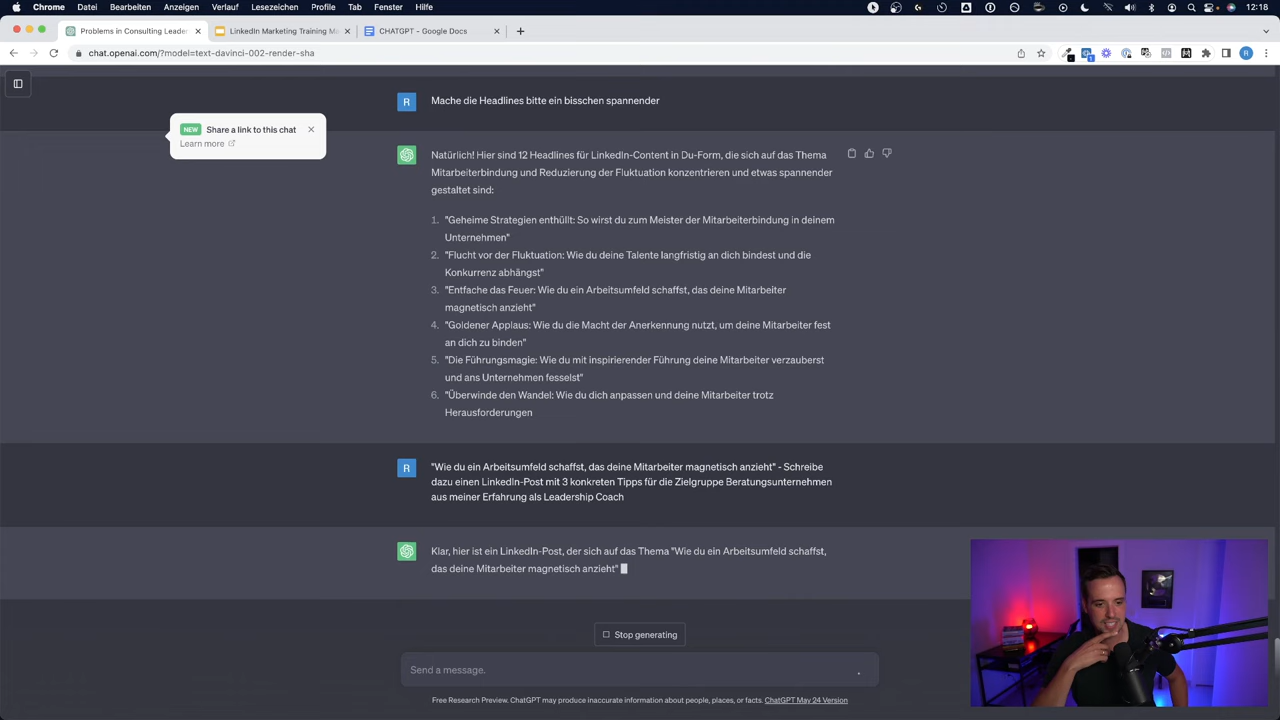 Chrome Datei Bearbeiten Ansicht Verlauf Lesezeichen Profile Tab Fenster Hilfe 12:18
Problems in Consulting Leader LinkedIn Marketing Training Ma CHATGPT - Google Docs
chat.openai.com/?model=text-davinci-002-render-sha
R Mache die Headlines bitte ein bisschen spannender
NEW Share a link to this chat
Learn more
Natürlich! Hier sind 12 Headlines für LinkedIn-Content in Du-Form, die sich auf das Thema
Mitarbeiterbindung und Reduzierung der Fluktuation konzentrieren und etwas spannender
gestaltet sind:
1. "Geheime Strategien enthüllt: So wirst du zum Meister der Mitarbeiterbindung in deinem
Unternehmen"
2. "Flucht vor der Fluktuation: Wie du deine Talente langfristig an dich bindest und die
Konkurrenz abhängst"
3. "Entfache das Feuer: Wie du ein Arbeitsumfeld schaffst, das deine Mitarbeiter
magnetisch anzieht"
4. "Goldener Applaus: Wie du die Macht der Anerkennung nutzt, um deine Mitarbeiter fest
an dich zu binden"
5. "Die Führungsmagie: Wie du mit inspirierender Führung deine Mitarbeiter verzauberst
und ans Unternehmen fesselst"
6. "Überwinde den Wandel: Wie du dich anpassen und deine Mitarbeiter trotz
Herausforderungen
R "Wie du ein Arbeitsumfeld schaffst, das deine Mitarbeiter magnetisch anzieht" - Schreibe
dazu einen LinkedIn-Post mit 3 konkreten Tipps für die Zielgruppe Beratungsunternehmen
aus meiner Erfahrung als Leadership Coach
Klar, hier ist ein LinkedIn-Post, der sich auf das Thema "Wie du ein Arbeitsumfeld schaffst,
das deine Mitarbeiter magnetisch anzieht"
Stop generating
Send a message.
Free Research Preview. ChatGPT may produce inaccurate information about people, places, or facts. ChatGPT May 24 Version